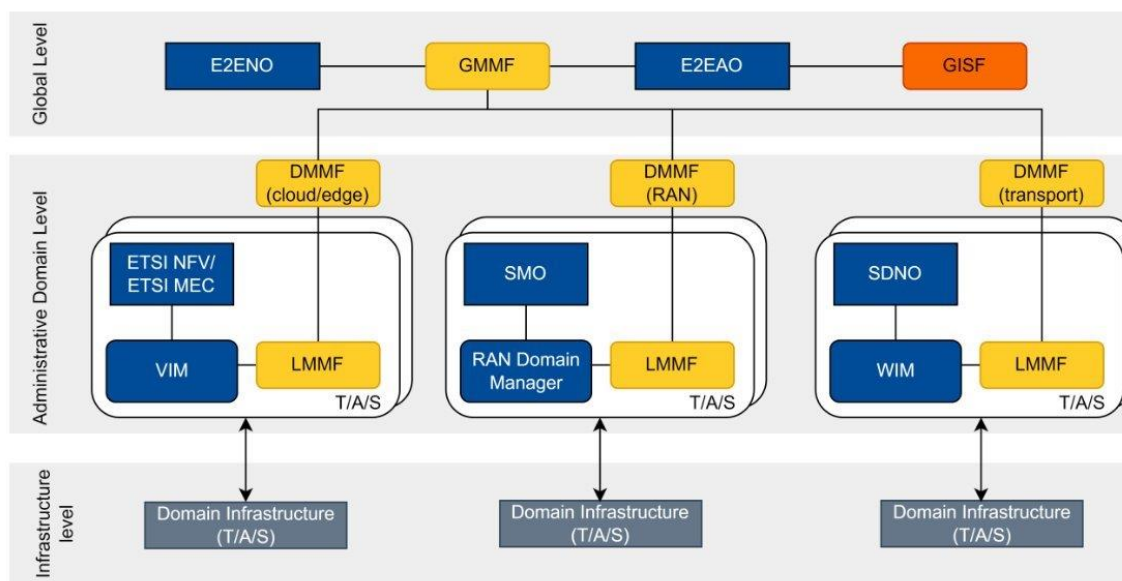 Global Level
E2ENO
GMMF
E2EAO
GISF
Administrative Domain Level
DMMF
(cloud/edge)
DMMF
(RAN)
DMMF
(transport)
ETSI NFV/
ETSI MEC
VIM
LMMF
T/A/S
SMO
RAN Domain
Manager
LMMF
T/A/S
SDNO
WIM
LMMF
T/A/S
Infrastructure
level
Domain Infrastructure
(T/A/S)
Domain Infrastructure
(T/A/S)
Domain Infrastructure
(T/A/S)